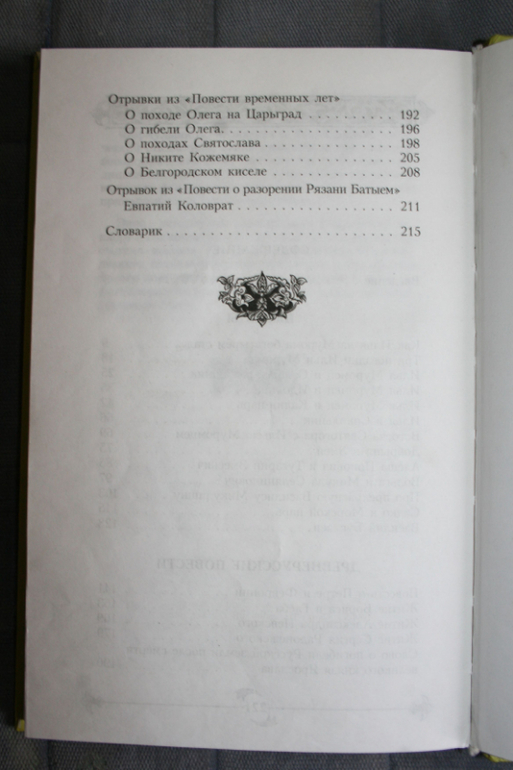 Отрывки из «Повести временных лет»
О походе Олега на Царьград . . . . . . . . . . 192
О гибели Олега. . . . . . . . . . . . . . . . . . . . 196
О походах Святослава . . . . . . . . . . . . . . . 198
О Никите Кожемяке . . . . . . . . . . . . . . . . 205
О Белгородском киселе . . . . . . . . . . . . . . 208
Отрывок из «Повести о разорении Рязани Батыем»
Евпатий Коловрат . . . . . . . . . . . . . . . . . . 211
Словарик . . . . . . . . . . . . . . . . . . . . . . . . . 215